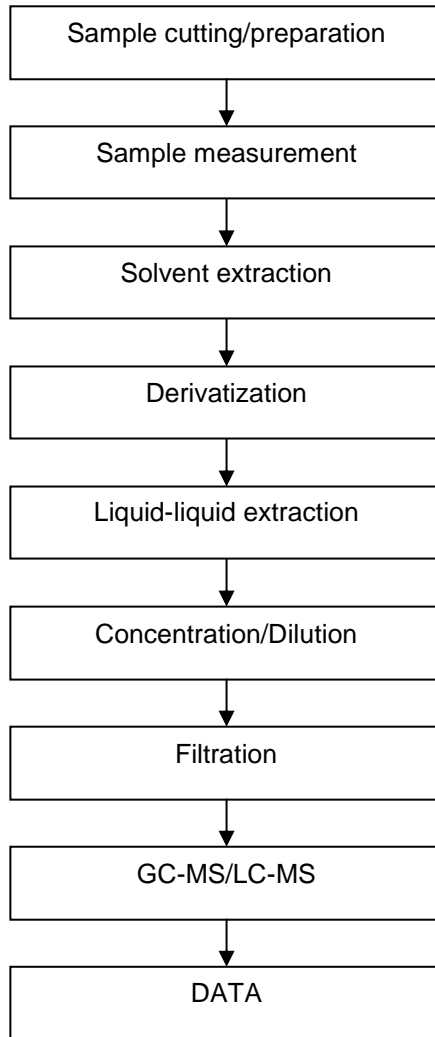 Sample cutting/preparation
Sample measurement
Solvent extraction
Derivatization
Liquid-liquid extraction
Concentration/Dilution
Filtration
GC-MS/LC-MS
DATA